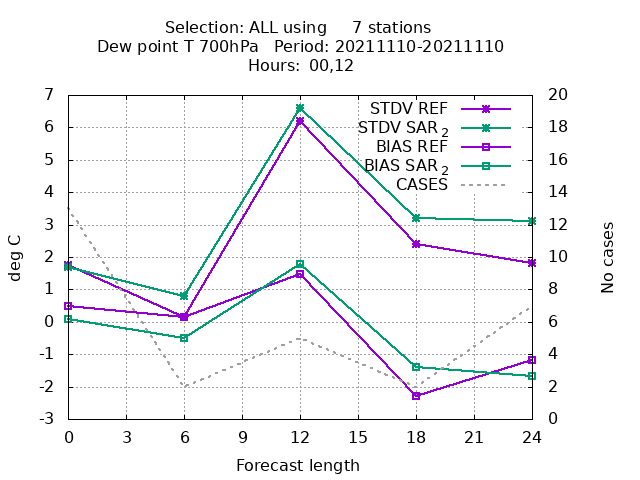 Selection: ALL using 7 stations
Dew point T 700hPa Period: 20211110-20211110
Hours: 00,12
7 20
6 18
5 16
4 14
3 12
2 10
1 8
0 6
-1 4
-2 2
-3 0
STDV REF
STDV SAR 2
BIAS REF
BIAS SAR 2
CASES
deg C
No cases
0 3 6 9 12 15 18 21 24
Forecast length